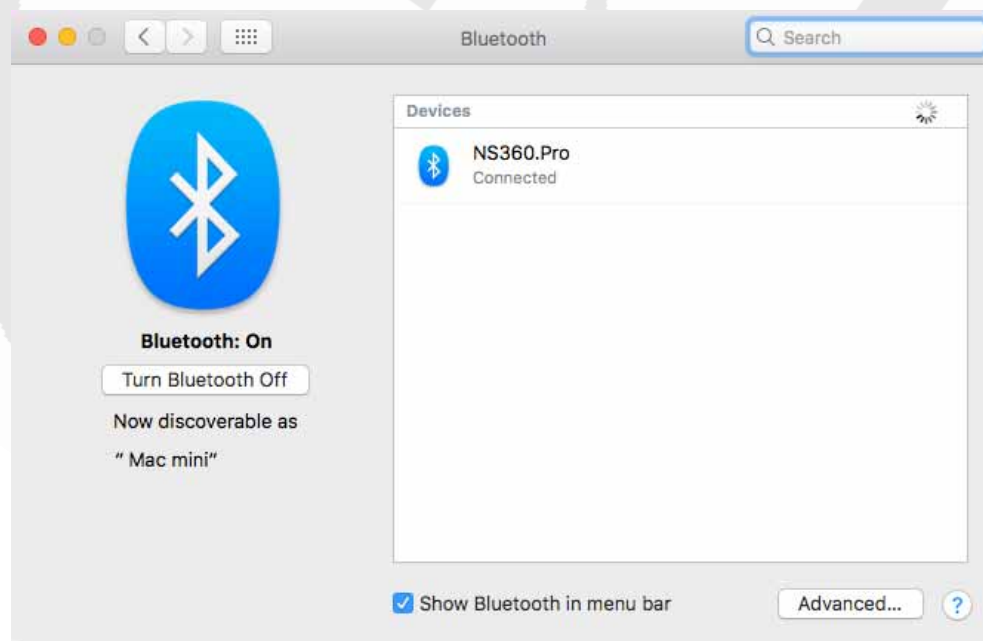 Bluetooth
Search
Devices
NS360.Pro
Connected
Bluetooth: On
Turn Bluetooth Off
Now discoverable as
“ Mac mini”
Show Bluetooth in menu bar
Advanced...
?